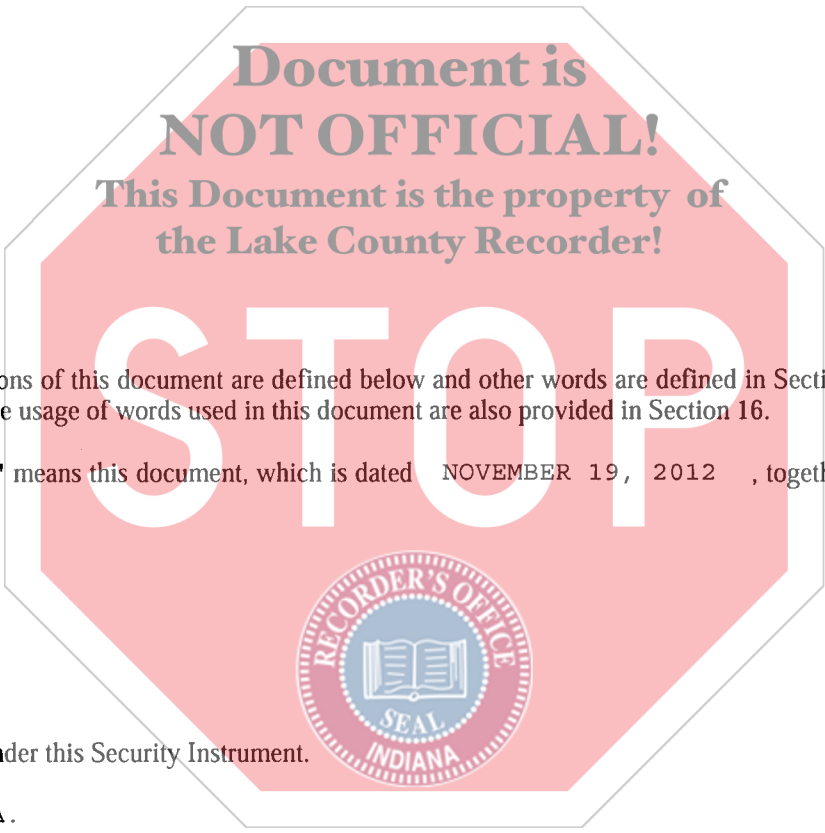 Document is
NOT OFFICIAL!
This Document is the property of
the Lake County Recorder!
STOP
ons of this document are defined below and other words are defined in Secti
e usage of words used in this document are also provided in Section 16.
" means this document, which is dated NOVEMBER 19, 2012 , togeth
RECORDER'S OFFICE
SEAL
INDIANA
nder this Security Instrument.